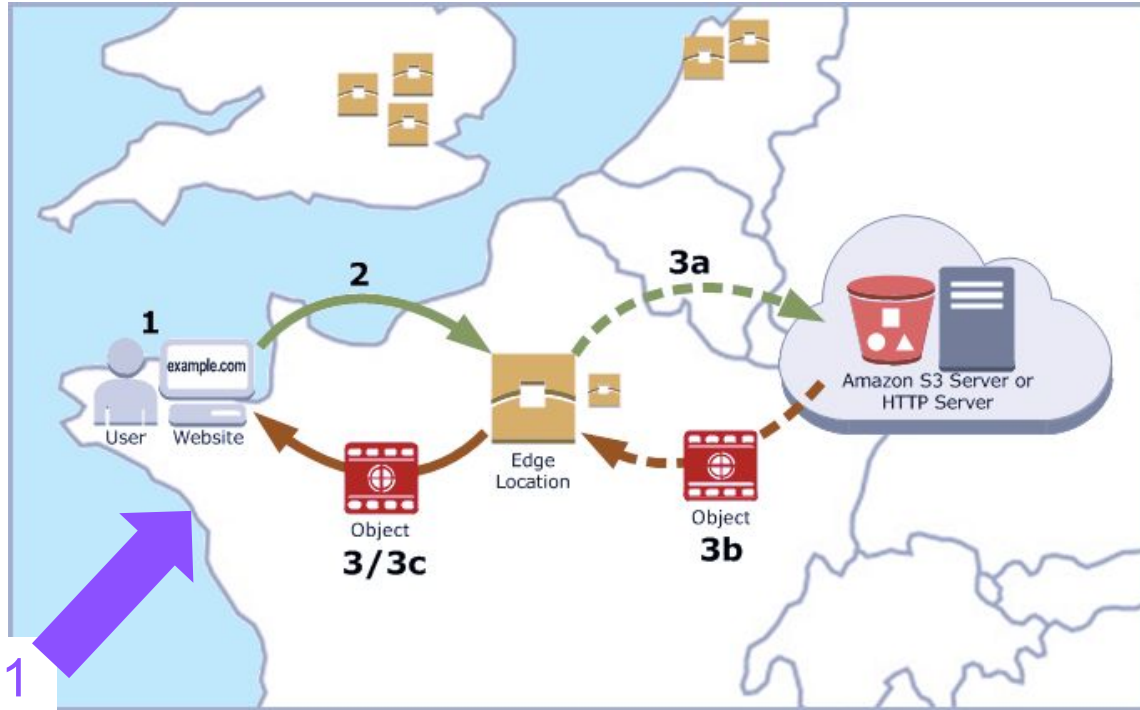 2
3a
1
example.com
User
Website
Edge
Location
Amazon S3 Server or
HTTP Server
Object
3/3c
Object
3b
1